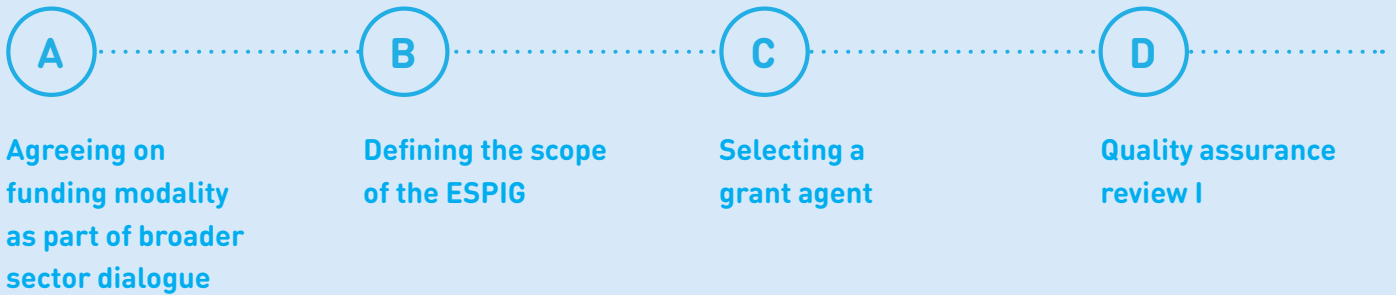 A
B
C
D
Agreeing on
funding modality
as part of broader
sector dialogue
Defining the scope
of the ESPIG
Selecting a
grant agent
Quality assurance
review I